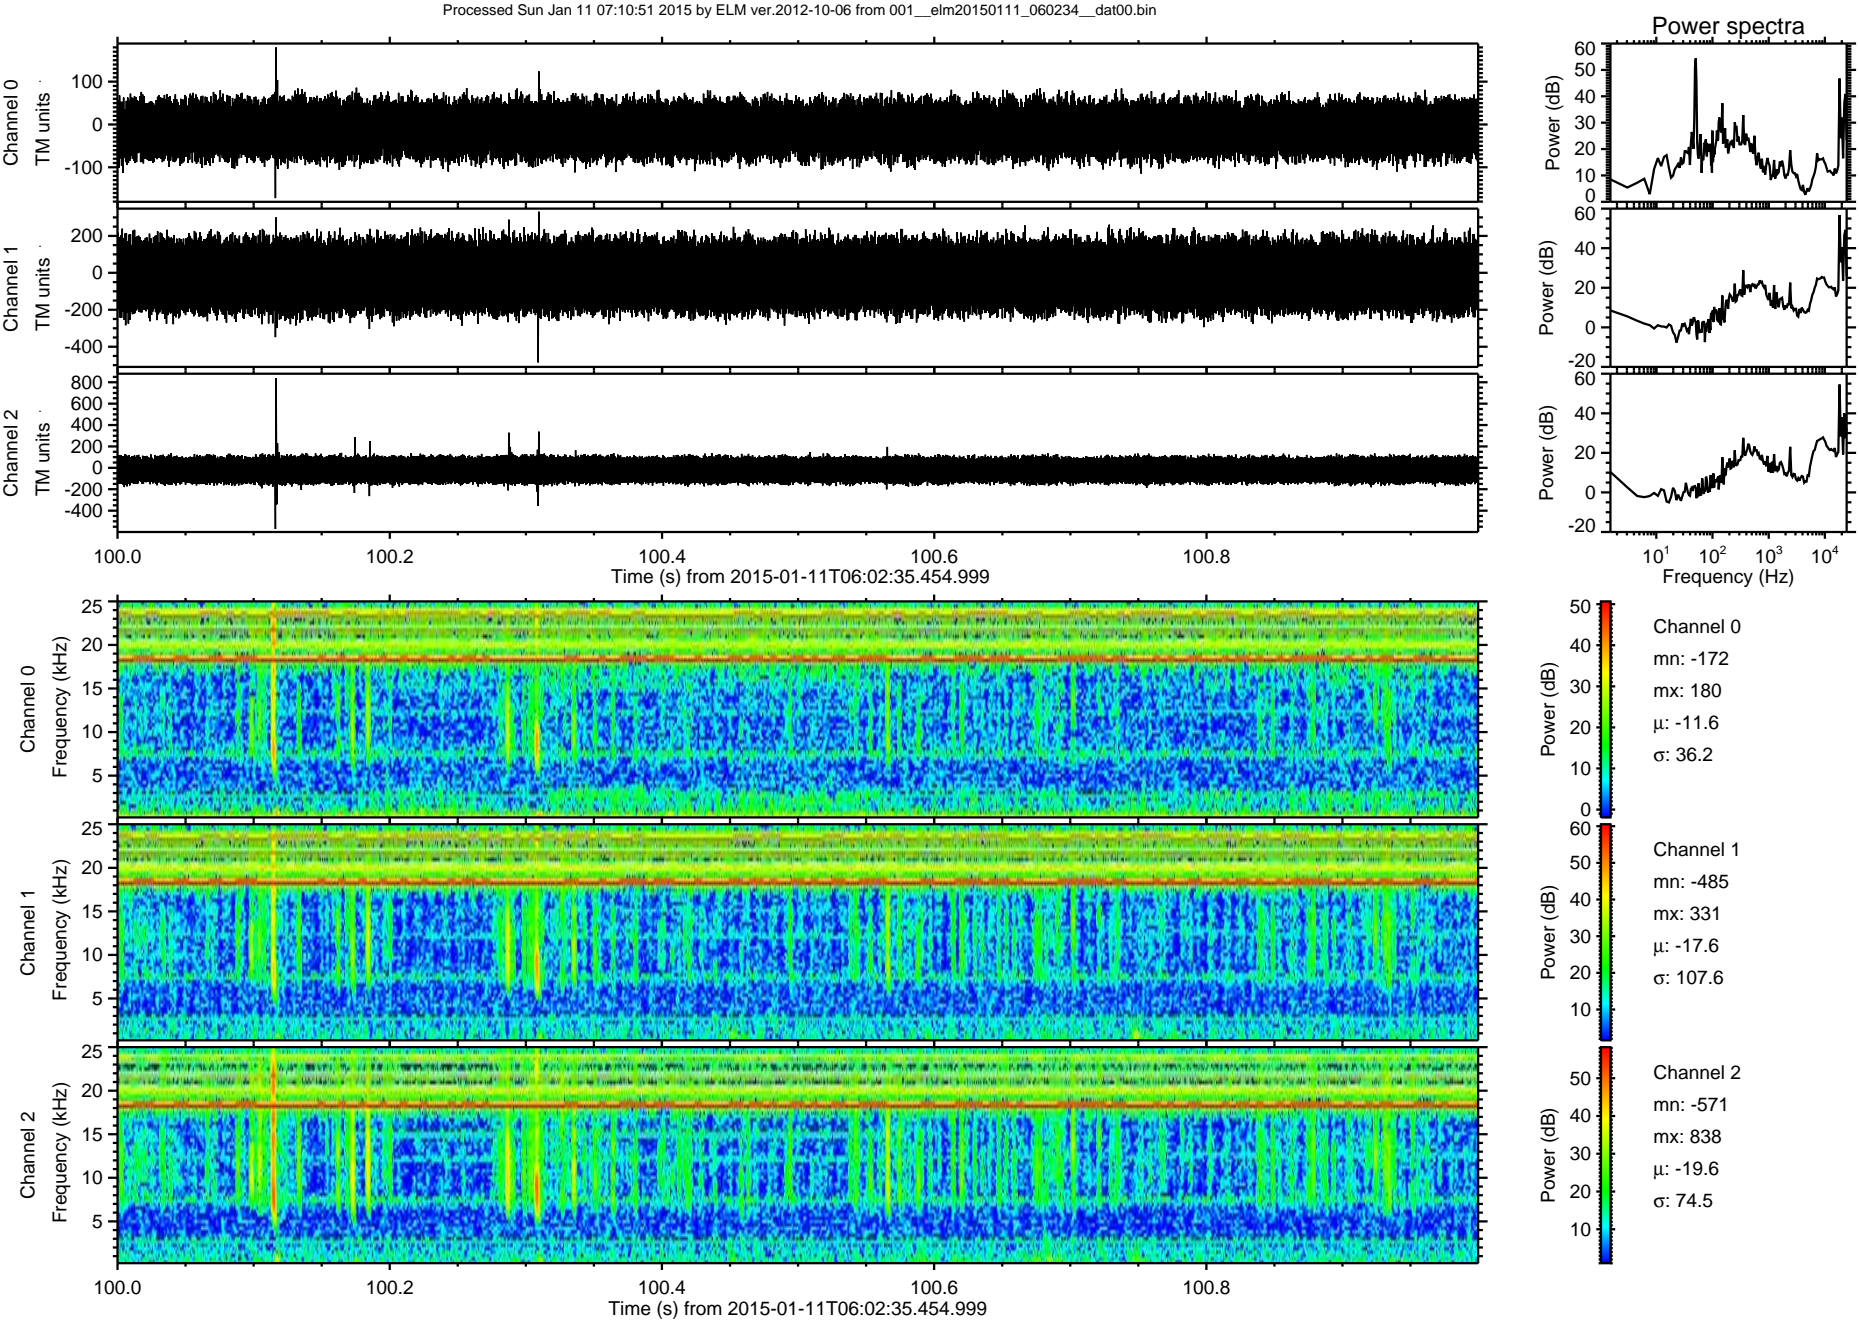 Processed Sun Jan 11 07:10:51 2015 by ELM ver.2012-10-06 from 001__elm20150111_060234__dat00.bin
Power spectra
Channel 0
TM units
100
0
-100
Power (dB)
60
50
40
30
20
10
0
Channel 1
TM units
200
0
-200
-400
Power (dB)
60
40
20
0
-20
Channel 2
TM units
800
600
400
200
0
-200
-400
Power (dB)
60
40
20
0
-20
100.0 100.2 100.4 100.6 100.8
Time (s) from 2015-01-11T06:02:35.454.999
10¹ 10² 10³ 10⁴
Frequency (Hz)
Channel 0
Frequency (kHz)
25
20
15
10
5
Power (dB)
50
40
30
20
10
0
Channel 0
mn: -172
mx: 180
μ: -11.6
σ: 36.2
Channel 1
Frequency (kHz)
25
20
15
10
5
Power (dB)
60
50
40
30
20
10
Channel 1
mn: -485
mx: 331
μ: -17.6
σ: 107.6
Channel 2
Frequency (kHz)
25
20
15
10
5
Power (dB)
50
40
30
20
10
Channel 2
mn: -571
mx: 838
μ: -19.6
σ: 74.5
100.0 100.2 100.4 100.6 100.8
Time (s) from 2015-01-11T06:02:35.454.999